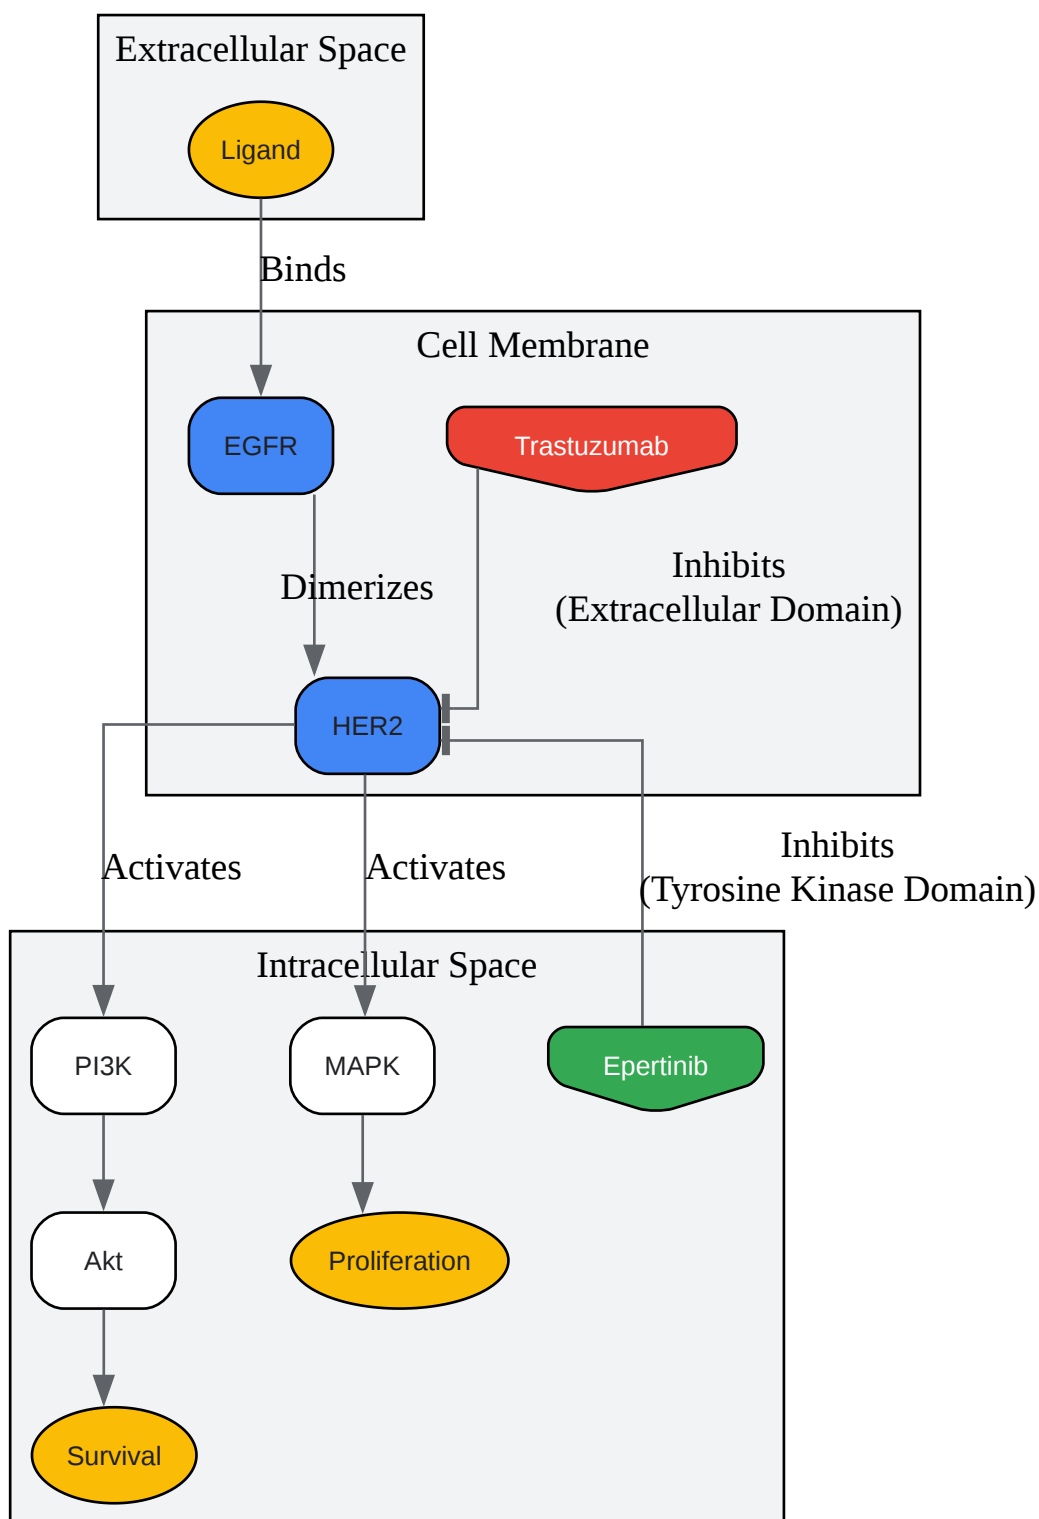 Extracellular Space
Ligand
Binds
Cell Membrane
EGFR
Trastuzumab
Dimerizes
Inhibits
(Extracellular Domain)
HER2
Activates
Activates
Inhibits
(Tyrosine Kinase Domain)
Intracellular Space
PI3K
MAPK
Epertinib
Akt
Proliferation
Survival